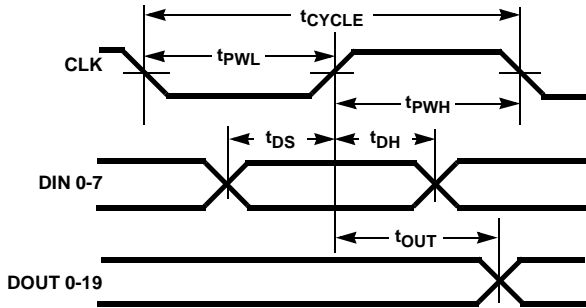 tCYCLE
CLK
tPWL
tPWH
tDS
tDH
DIN 0-7
tOUT
DOUT 0-19